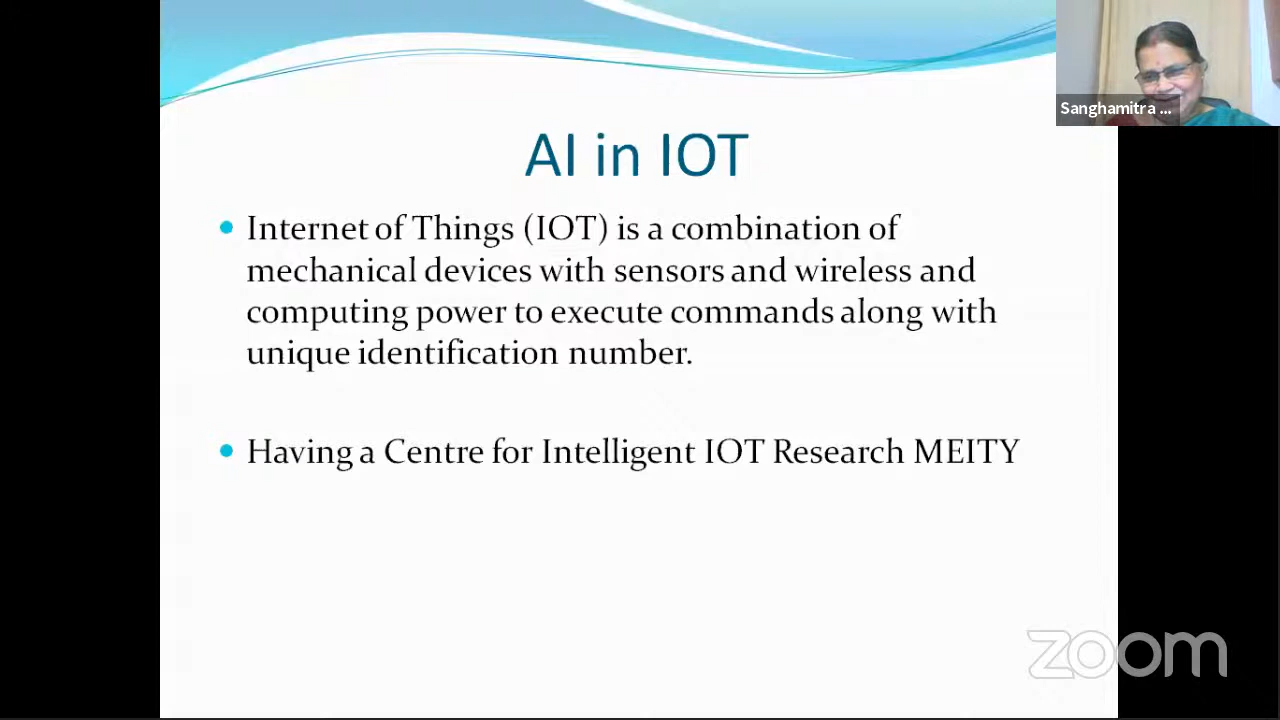 Sanghamitra ...
AI in IOT
Internet of Things (IOT) is a combination of
mechanical devices with sensors and wireless and
computing power to execute commands along with
unique identification number.
Having a Centre for Intelligent IOT Research MEITY
zoom